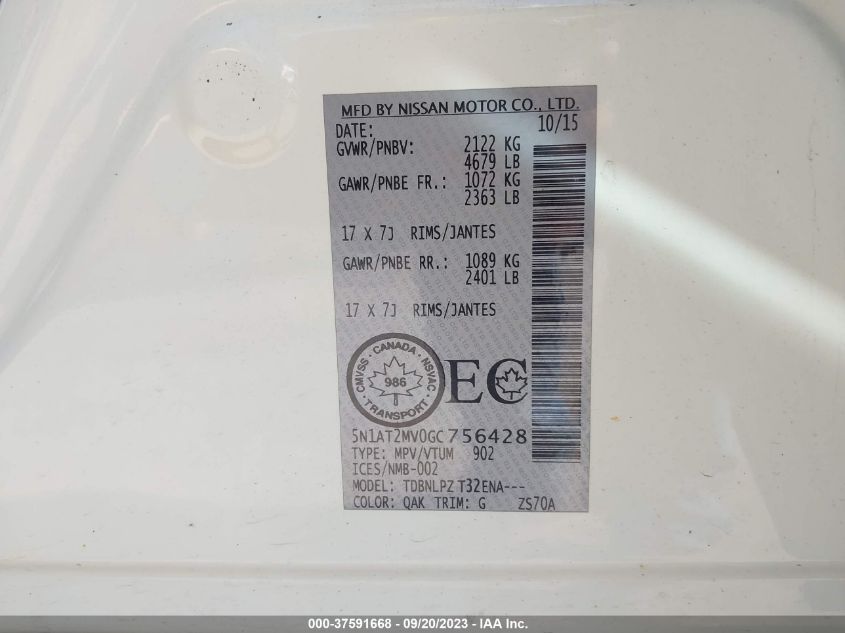 MFD BY NISSAN MOTOR CO., LTD.
DATE: 10/15
GVWR/PNBV: 2122 KG
4679 LB
GAWR/PNBE FR.: 1072 KG
2363 LB
17 X 7J RIMS/JANTES
GAWR/PNBE RR.: 1089 KG
2401 LB
17 X 7J RIMS/JANTES
CMVSS · CANADA · NSVAC
986
· TRANSPORT ·
EC
5N1AT2MV0GC756428
TYPE: MPV/VTUM 902
ICES/NMB-002
MODEL: TDBNLPZ T32ENA---
COLOR: QAK TRIM: G ZS70A
000-37591668 - 09/20/2023 - IAA Inc.